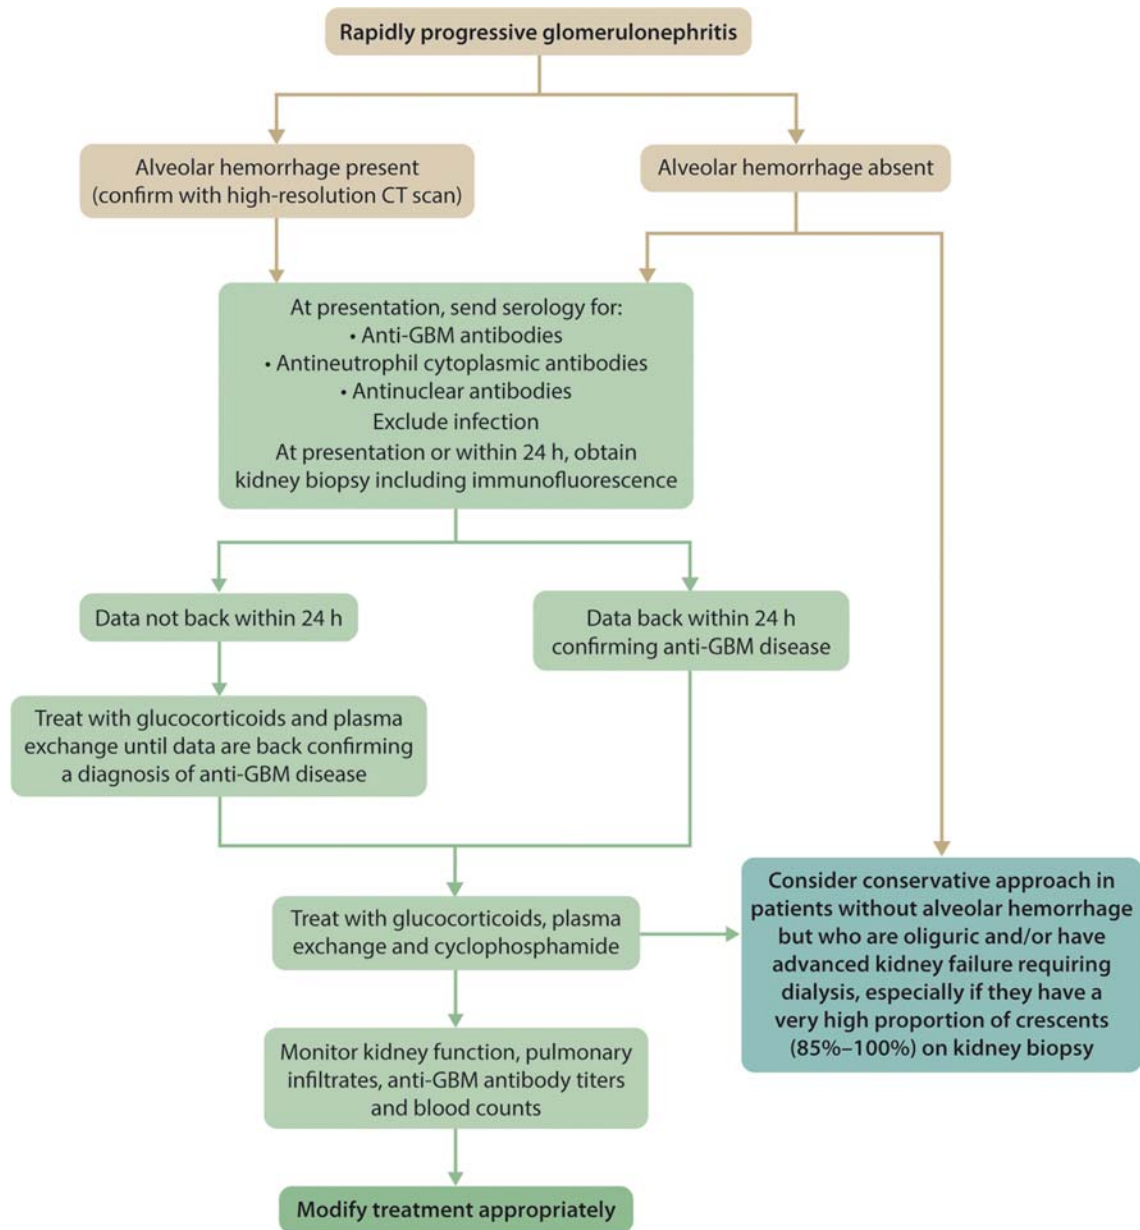 Rapidly progressive glomerulonephritis
Alveolar hemorrhage present
(confirm with high-resolution CT scan)
Alveolar hemorrhage absent
At presentation, send serology for:
• Anti-GBM antibodies
• Antineutrophil cytoplasmic antibodies
• Antinuclear antibodies
Exclude infection
At presentation or within 24 h, obtain
kidney biopsy including immunofluorescence
Data not back within 24 h
Data back within 24 h
confirming anti-GBM disease
Treat with glucocorticoids and plasma
exchange until data are back confirming
a diagnosis of anti-GBM disease
Treat with glucocorticoids, plasma
exchange and cyclophosphamide
Consider conservative approach in
patients without alveolar hemorrhage
but who are oliguric and/or have
advanced kidney failure requiring
dialysis, especially if they have a
very high proportion of crescents
(85%–100%) on kidney biopsy
Monitor kidney function, pulmonary
infiltrates, anti-GBM antibody titers
and blood counts
Modify treatment appropriately